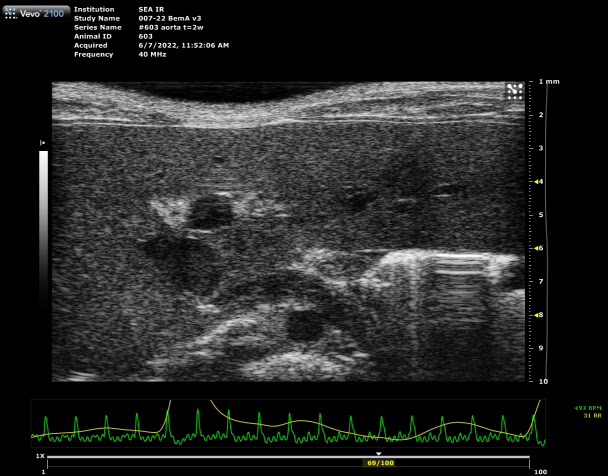 Vevo 2100
Institution SEA IR
Study Name 007-22 BemA v3
Series Name #603 aorta t=2w
Animal ID 603
Acquired 6/7/2022, 11:52:06 AM
Frequency 40 MHz
1 mm
2
3
4
5
6
7
8
9
10
492 BPM
31 RR
1X
69/100
1
100